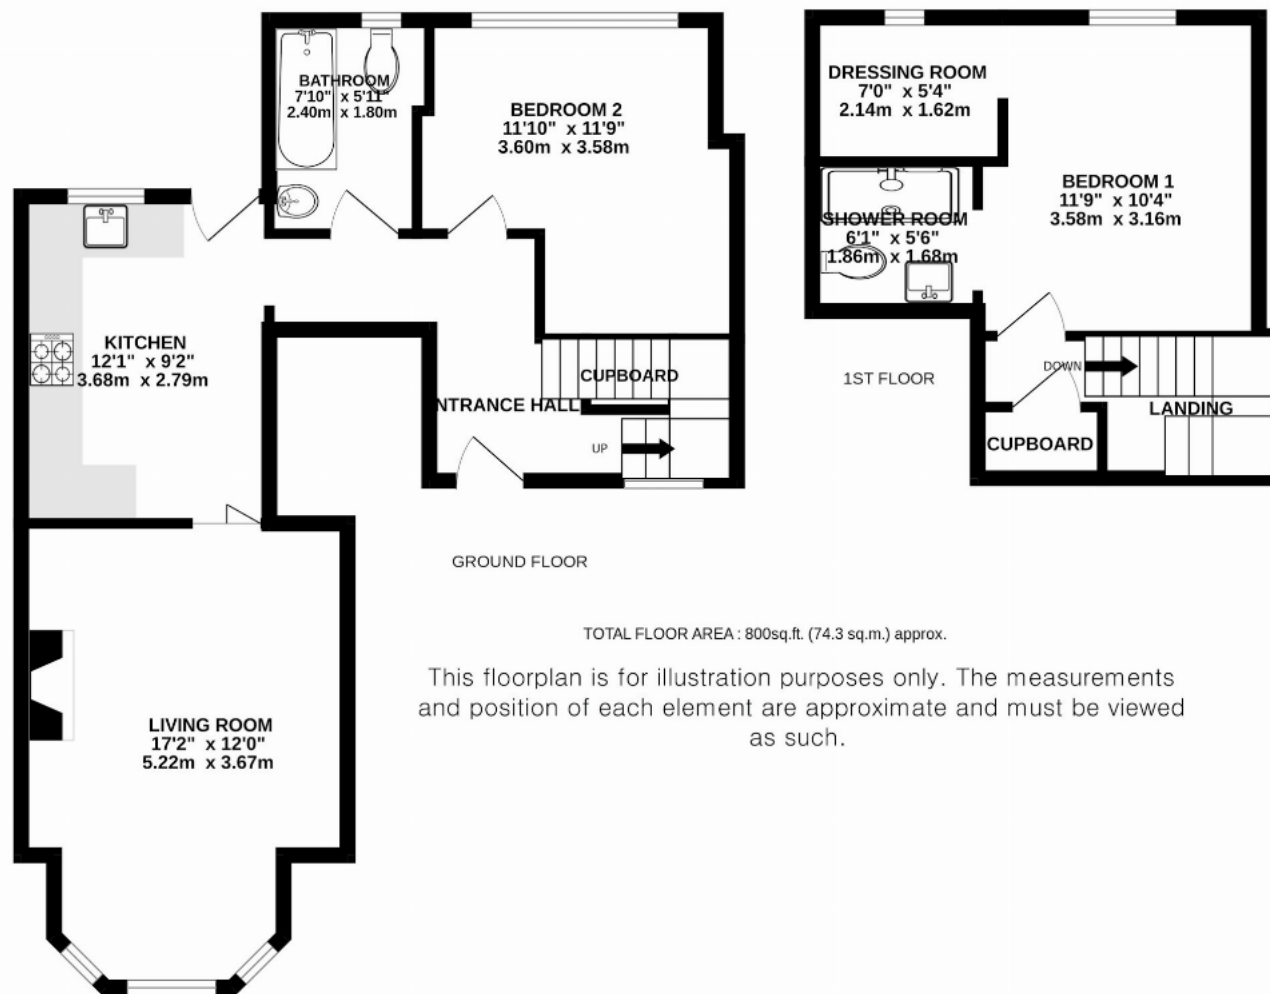 BATHROOM
7'10" x 5'11"
2.40m x 1.80m
BEDROOM 2
11'10" x 11'9"
3.60m x 3.58m
KITCHEN
12'1" x 9'2"
3.68m x 2.79m
CUPBOARD
NTRANCE HALL
UP
LIVING ROOM
17'2" x 12'0"
5.22m x 3.67m
GROUND FLOOR
DRESSING ROOM
7'0" x 5'4"
2.14m x 1.62m
BEDROOM 1
11'9" x 10'4"
3.58m x 3.16m
SHOWER ROOM
6'1" x 5'6"
1.86m x 1.68m
DOWN
LANDING
CUPBOARD
1ST FLOOR
TOTAL FLOOR AREA : 800sq.ft. (74.3 sq.m.) approx.
This floorplan is for illustration purposes only. The measurements
and position of each element are approximate and must be viewed
as such.